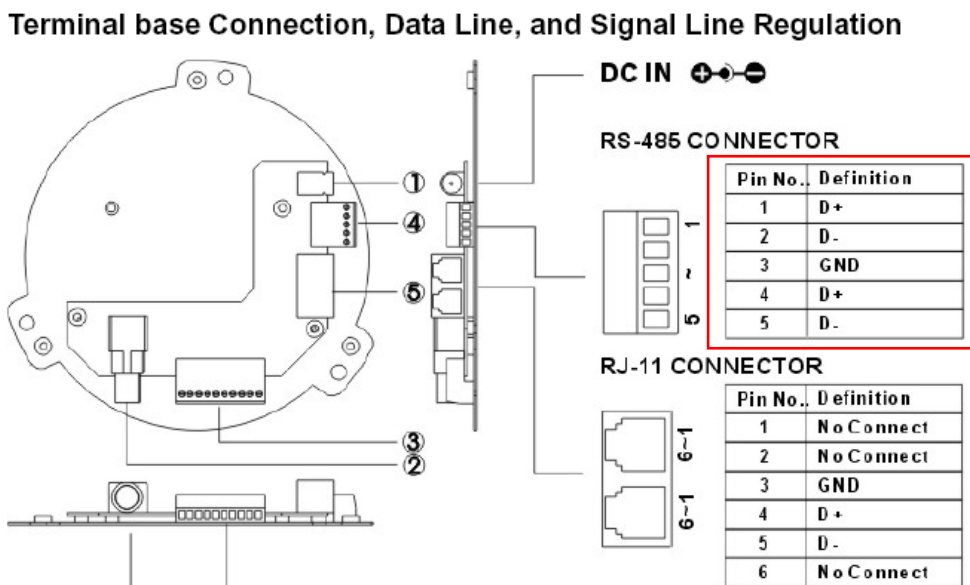 Terminal base Connection, Data Line, and Signal Line Regulation
DC IN
RS-485 CONNECTOR
Pin No.. Definition
1 D+
2 D-
3 GND
4 D+
5 D-
1 ~ 5
RJ-11 CONNECTOR
Pin No.. Definition
1 No Connect
2 No Connect
3 GND
4 D+
5 D-
6 No Connect
6~1
6~1
①
④
⑤
③
②